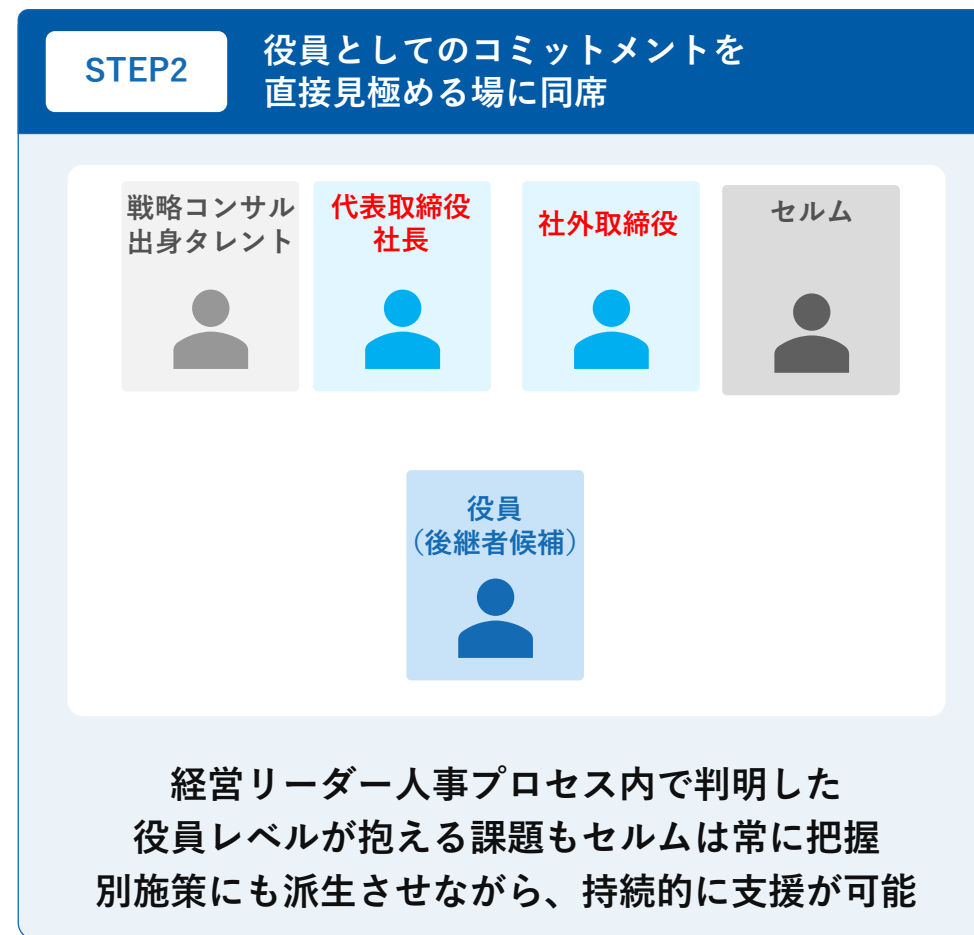 STEP2
役員としてのコミットメントを
直接見極める場に同席
戦略コンサル
出身タレント
代表取締役
社長
社外取締役
セルム
役員
（後継者候補）
経営リーダー人事プロセス内で判明した
役員レベルが抱える課題もセルムは常に把握
別施策にも派生させながら、持続的に支援が可能